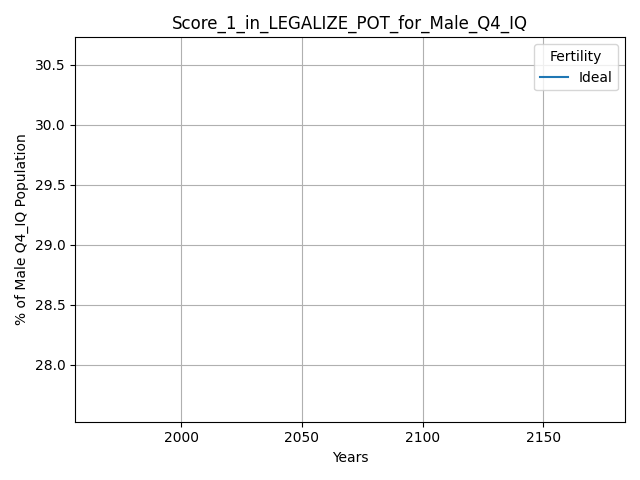 Score_1_in_LEGALIZE_POT_for_Male_Q4_IQ
Fertility
Ideal
% of Male Q4_IQ Population
30.5
30.0
29.5
29.0
28.5
28.0
2000
2050
2100
2150
Years